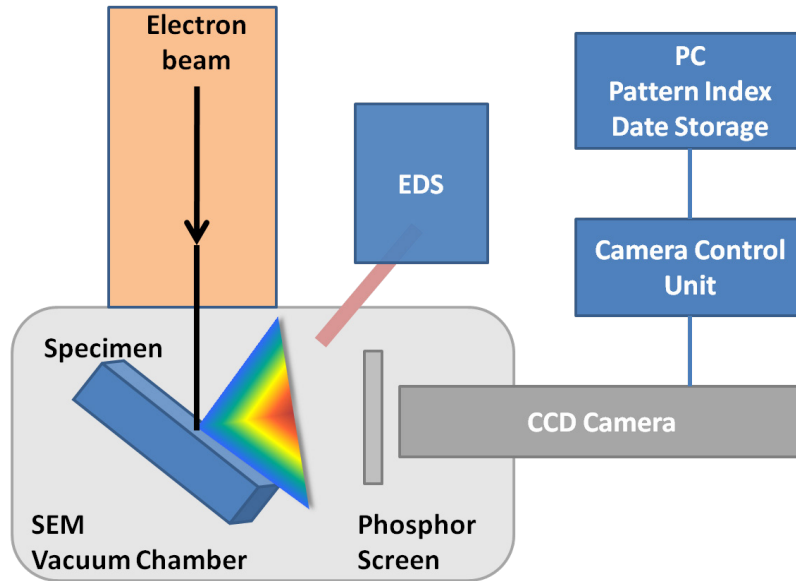 Electron
beam
EDS
PC
Pattern Index
Date Storage
Camera Control
Unit
Specimen
CCD Camera
SEM
Vacuum Chamber
Phosphor
Screen